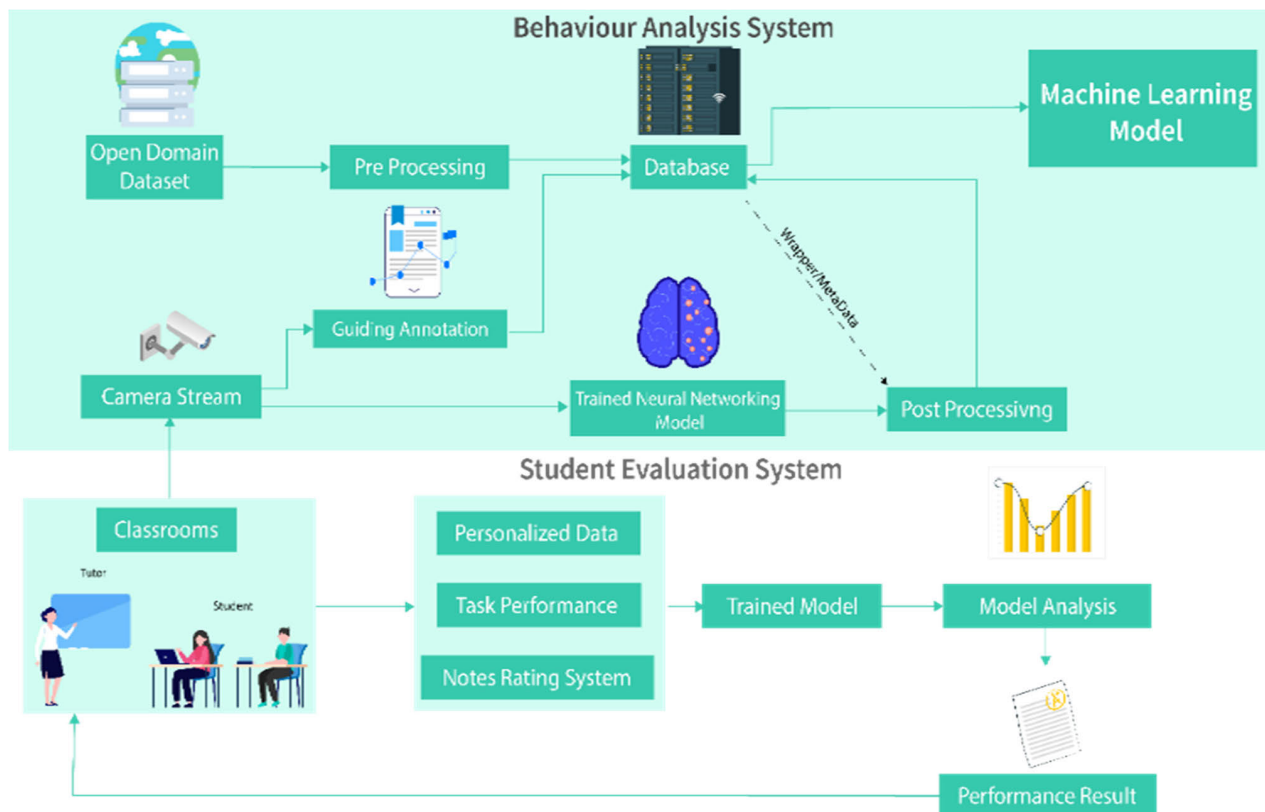 Behaviour Analysis System
Open Domain
Dataset
Pre Processing
Database
Machine Learning
Model
Wrapper/MetaData
Guiding Annotation
Camera Stream
Trained Neural Networking
Model
Post Processivng
Student Evaluation System
Classrooms
Tutor
Student
Personalized Data
Task Performance
Notes Rating System
Trained Model
Model Analysis
Performance Result